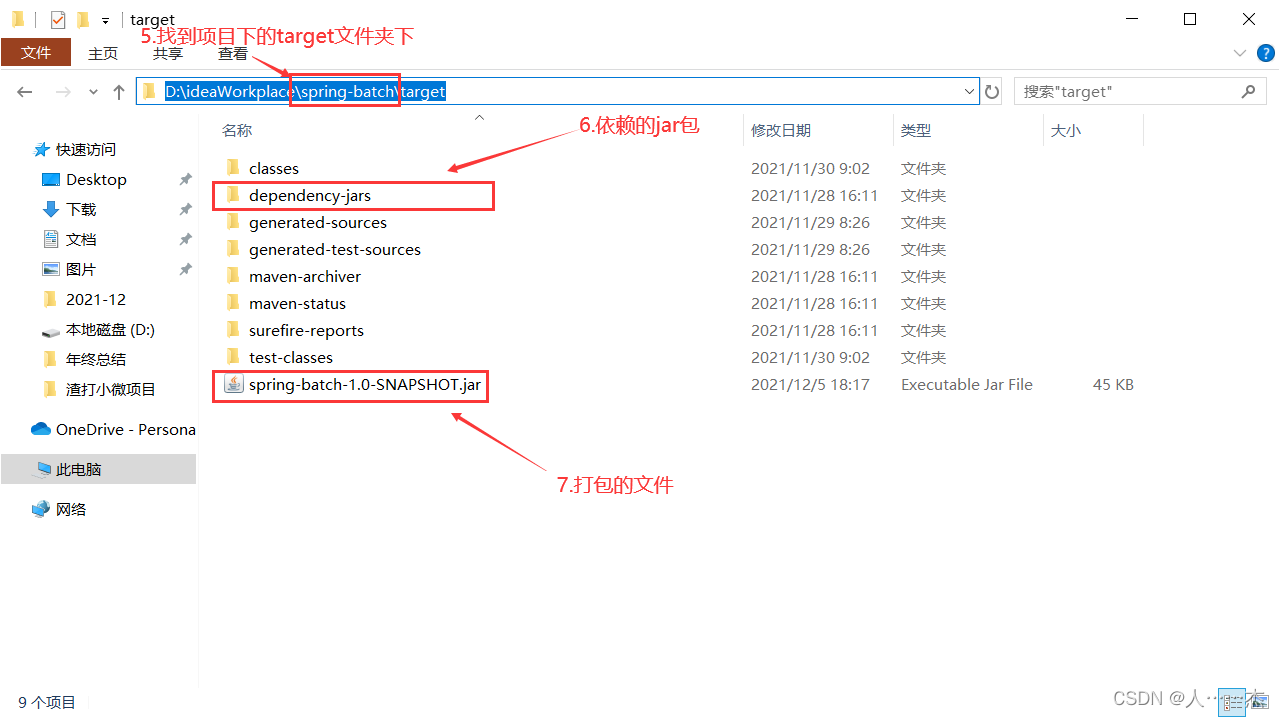 target
5.找到项目下的target文件夹下
文件 主页 共享 查看
D:\ideaWorkplace\spring-batch\target
搜索"target"
6.依赖的jar包
名称 修改日期 类型 大小
快速访问
Desktop
下载
文档
图片
2021-12
本地磁盘 (D:)
年终总结
渣打小微项目
OneDrive - Persona
此电脑
网络
classes 2021/11/30 9:02 文件夹
dependency-jars 2021/11/28 16:11 文件夹
generated-sources 2021/11/29 8:26 文件夹
generated-test-sources 2021/11/29 8:26 文件夹
maven-archiver 2021/11/28 16:11 文件夹
maven-status 2021/11/28 16:11 文件夹
surefire-reports 2021/11/28 16:11 文件夹
test-classes 2021/11/30 9:02 文件夹
spring-batch-1.0-SNAPSHOT.jar 2021/12/5 18:17 Executable Jar File 45 KB
7.打包的文件
9 个项目
CSDN @人……杰